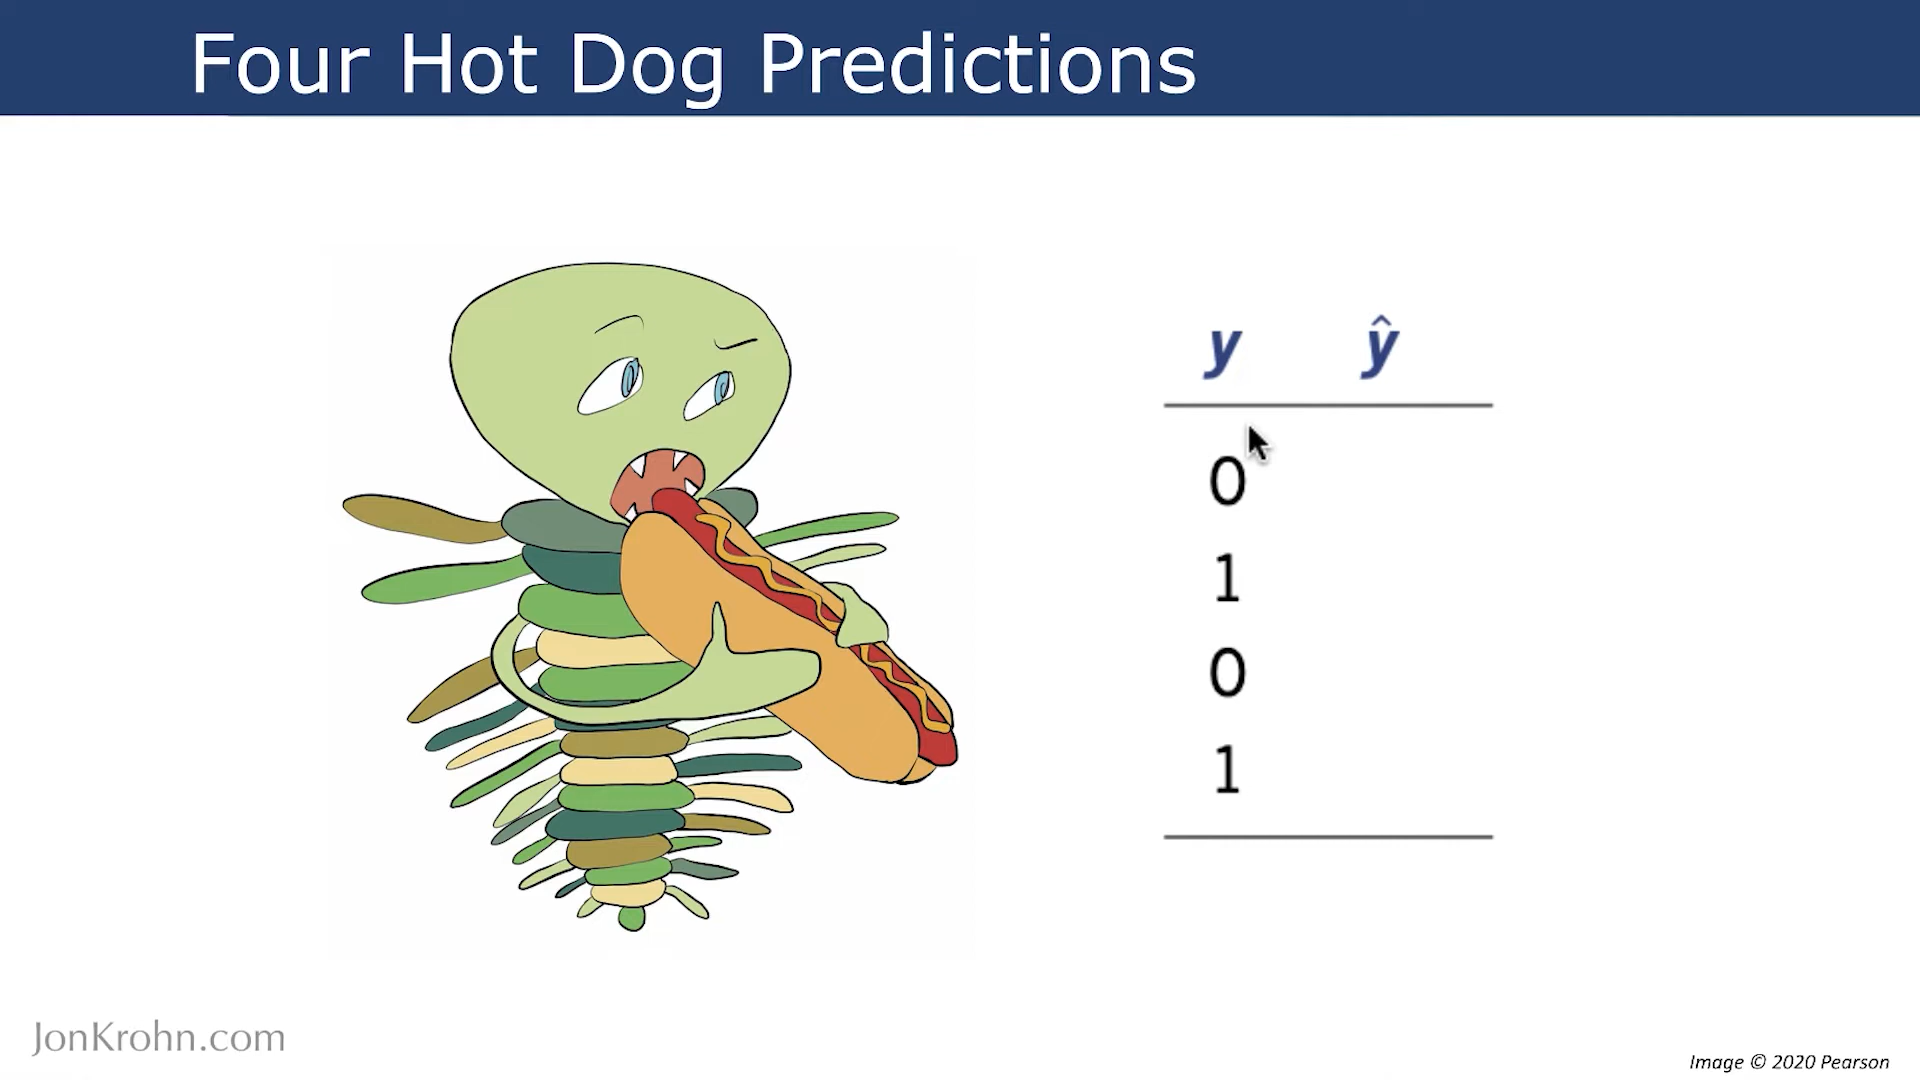 Four Hot Dog Predictions
y ŷ
0
1
0
1
JonKrohn.com
Image © 2020 Pearson